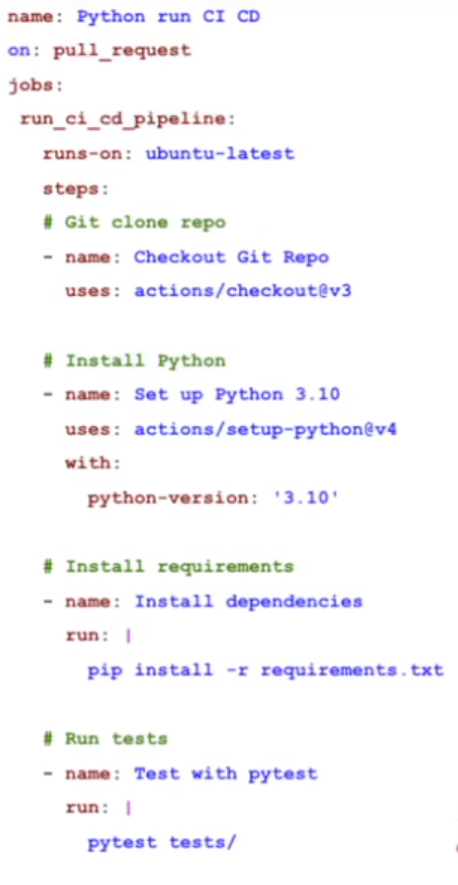 name: Python run CI CD
on: pull_request
jobs:
 run_ci_cd_pipeline:
   runs-on: ubuntu-latest
   steps:
   # Git clone repo
   - name: Checkout Git Repo
     uses: actions/checkout@v3

   # Install Python
   - name: Set up Python 3.10
     uses: actions/setup-python@v4
     with:
       python-version: '3.10'

   # Install requirements
   - name: Install dependencies
     run: |
       pip install -r requirements.txt

   # Run tests
   - name: Test with pytest
     run: |
       pytest tests/